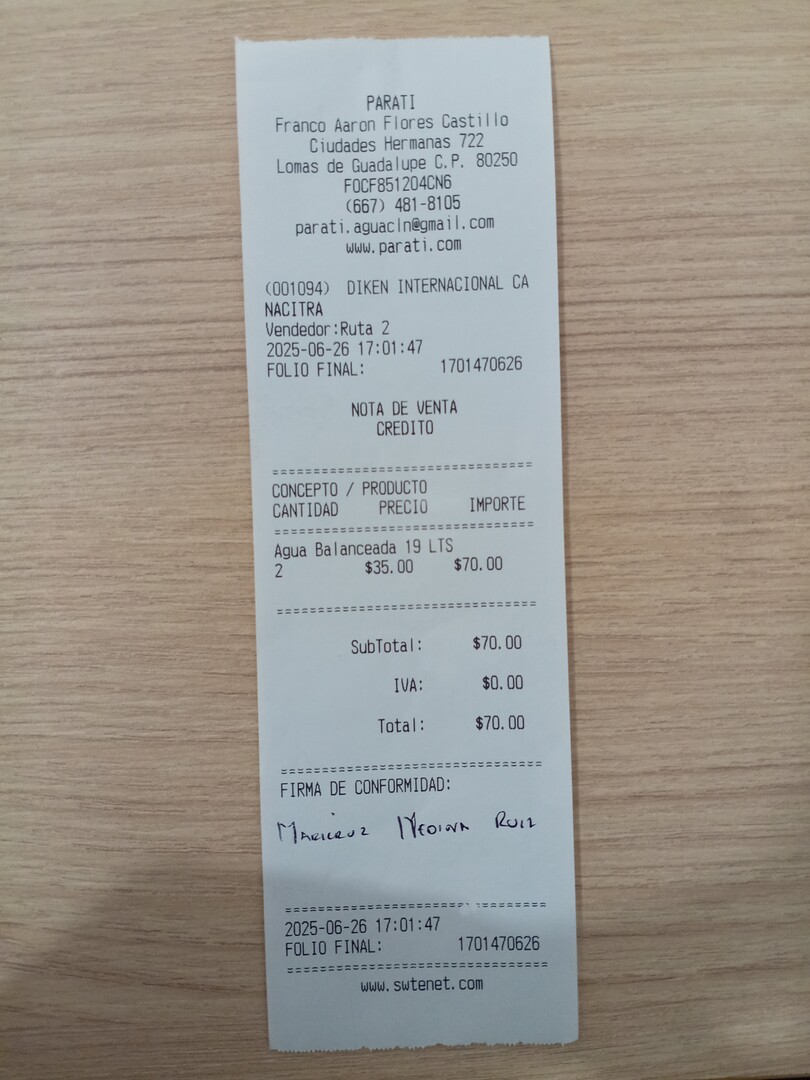 PARATI
Franco Aaron Flores Castillo
Ciudades Hermanas 722
Lomas de Guadalupe C.P. 80250
FOCF851204CN6
(667) 481-8105
parati.aguacln@gmail.com
www.parati.com
(001094) DIKEN INTERNACIONAL CA
NACITRA
Vendedor:Ruta 2
2025-06-26 17:01:47
FOLIO FINAL: 1701470626
NOTA DE VENTA
CREDITO
================================
CONCEPTO / PRODUCTO
CANTIDAD PRECIO IMPORTE
================================
Agua Balanceada 19 LTS
2 $35.00 $70.00
================================
SubTotal: $70.00
IVA: $0.00
Total: $70.00
================================
FIRMA DE CONFORMIDAD:
Maricruz Medina Ruiz
================================
2025-06-26 17:01:47
FOLIO FINAL: 1701470626
================================
www.swtenet.com